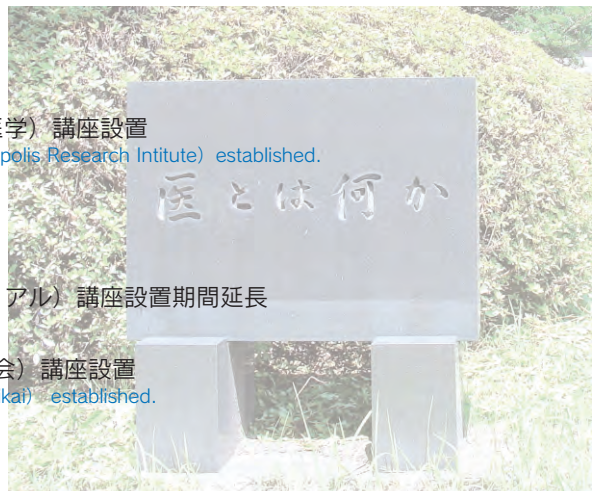 医学）講座設置
polis Research Intitute）established.
医とは何か
アル）講座設置期間延長
会）講座設置
kai） established.